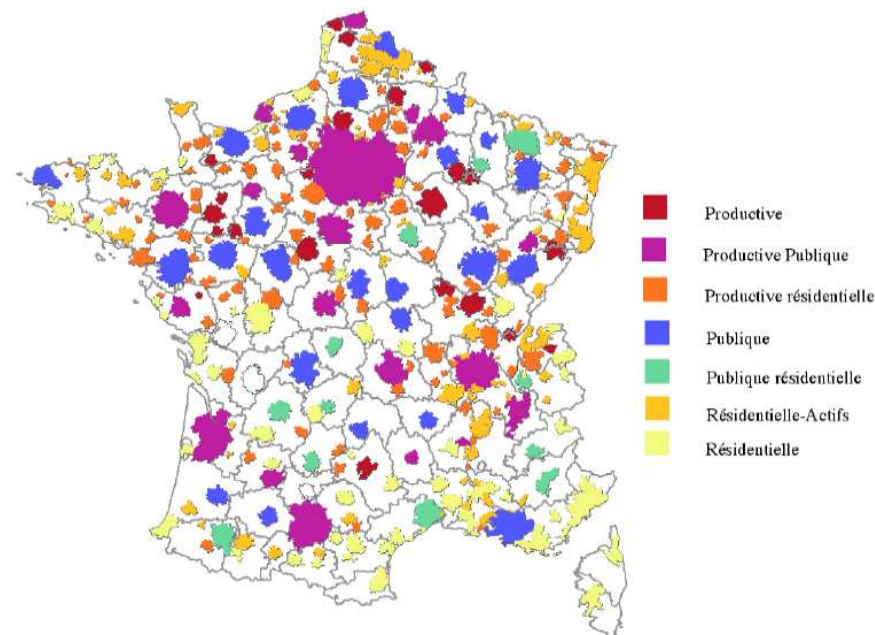 Productive
Productive Publique
Productive résidentielle
Publique
Publique résidentielle
Résidentielle-Actifs
Résidentielle